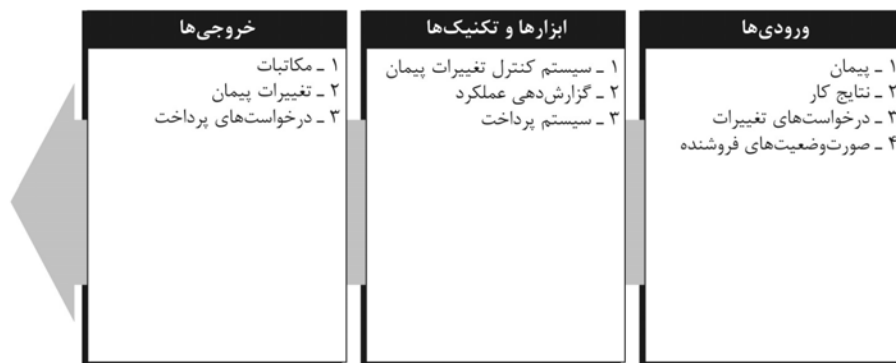 ورودی‌ها
۱ ـ پیمان
۲ ـ نتایج کار
۳ ـ درخواست‌های تغییرات
۴ ـ صورت‌وضعیت‌های فروشنده
ابزارها و تکنیک‌ها
۱ ـ سیستم کنترل تغییرات پیمان
۲ ـ گزارش‌دهی عملکرد
۳ ـ سیستم پرداخت
خروجی‌ها
۱ ـ مکاتبات
۲ ـ تغییرات پیمان
۳ ـ درخواست‌های پرداخت